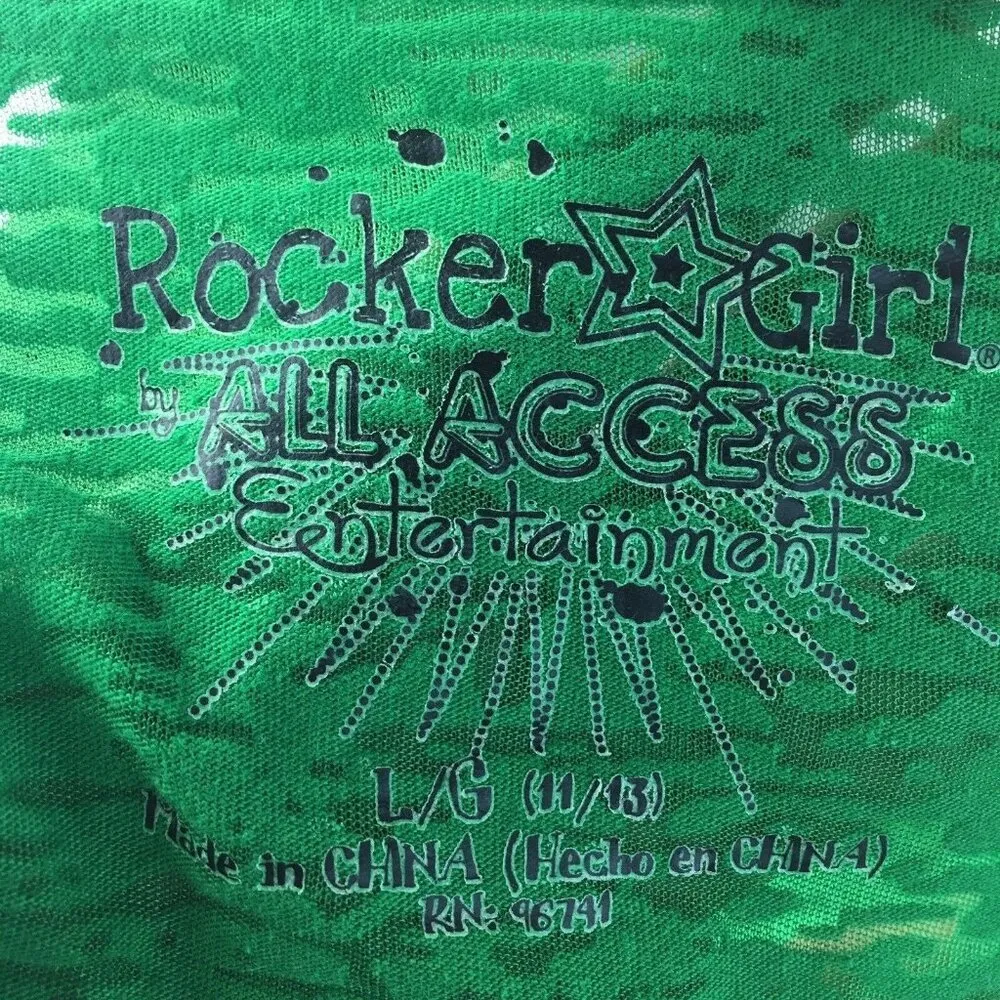 Rocker Girl®
by ALL ACCESS
Entertainment
L/G (11/13)
Made in CHINA (Hecho en CHINA)
RN: 96741